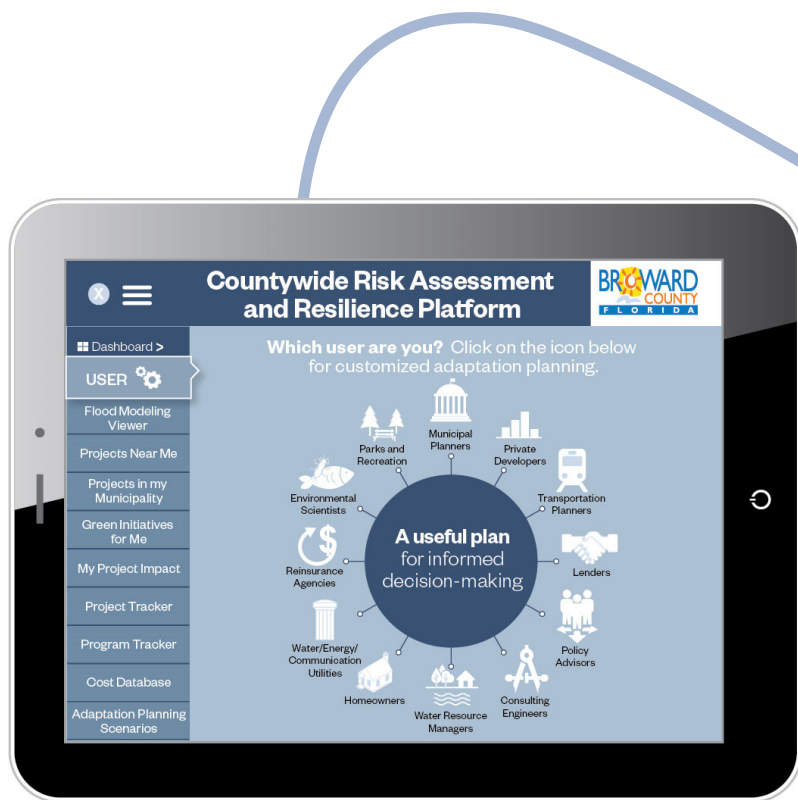 X
Countywide Risk Assessment
and Resilience Platform
BROWARD
COUNTY
FLORIDA
Dashboard >
USER
Flood Modeling
Viewer
Projects Near Me
Projects in my
Municipality
Green Initiatives
for Me
My Project Impact
Project Tracker
Program Tracker
Cost Database
Adaptation Planning
Scenarios
Which user are you? Click on the icon below
for customized adaptation planning.
Municipal
Planners
Private
Developers
Transportation
Planners
Lenders
Policy
Advisors
Consulting
Engineers
Water Resource
Managers
Homeowners
Water/Energy/
Communication
Utilities
$
Reinsurance
Agencies
Environmental
Scientists
Parks and
Recreation
A useful plan
for informed
decision-making